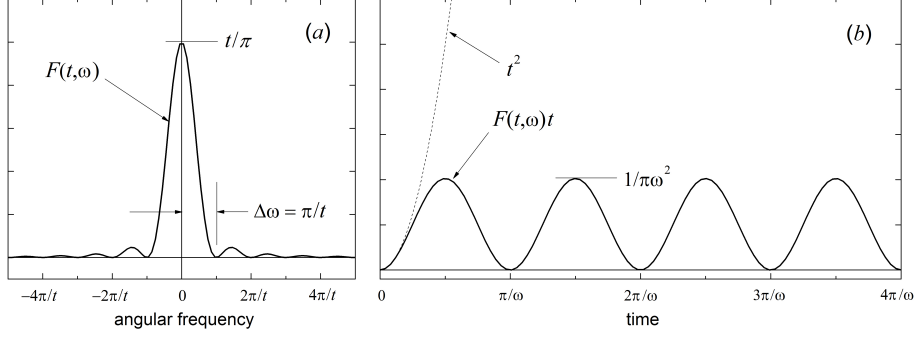 (a)
t/π
F(t,ω)
Δω = π/t
−4π/t −2π/t 0 2π/t 4π/t
angular frequency
(b)
t²
F(t,ω)t
1/πω²
0 π/ω 2π/ω 3π/ω 4π/ω
time